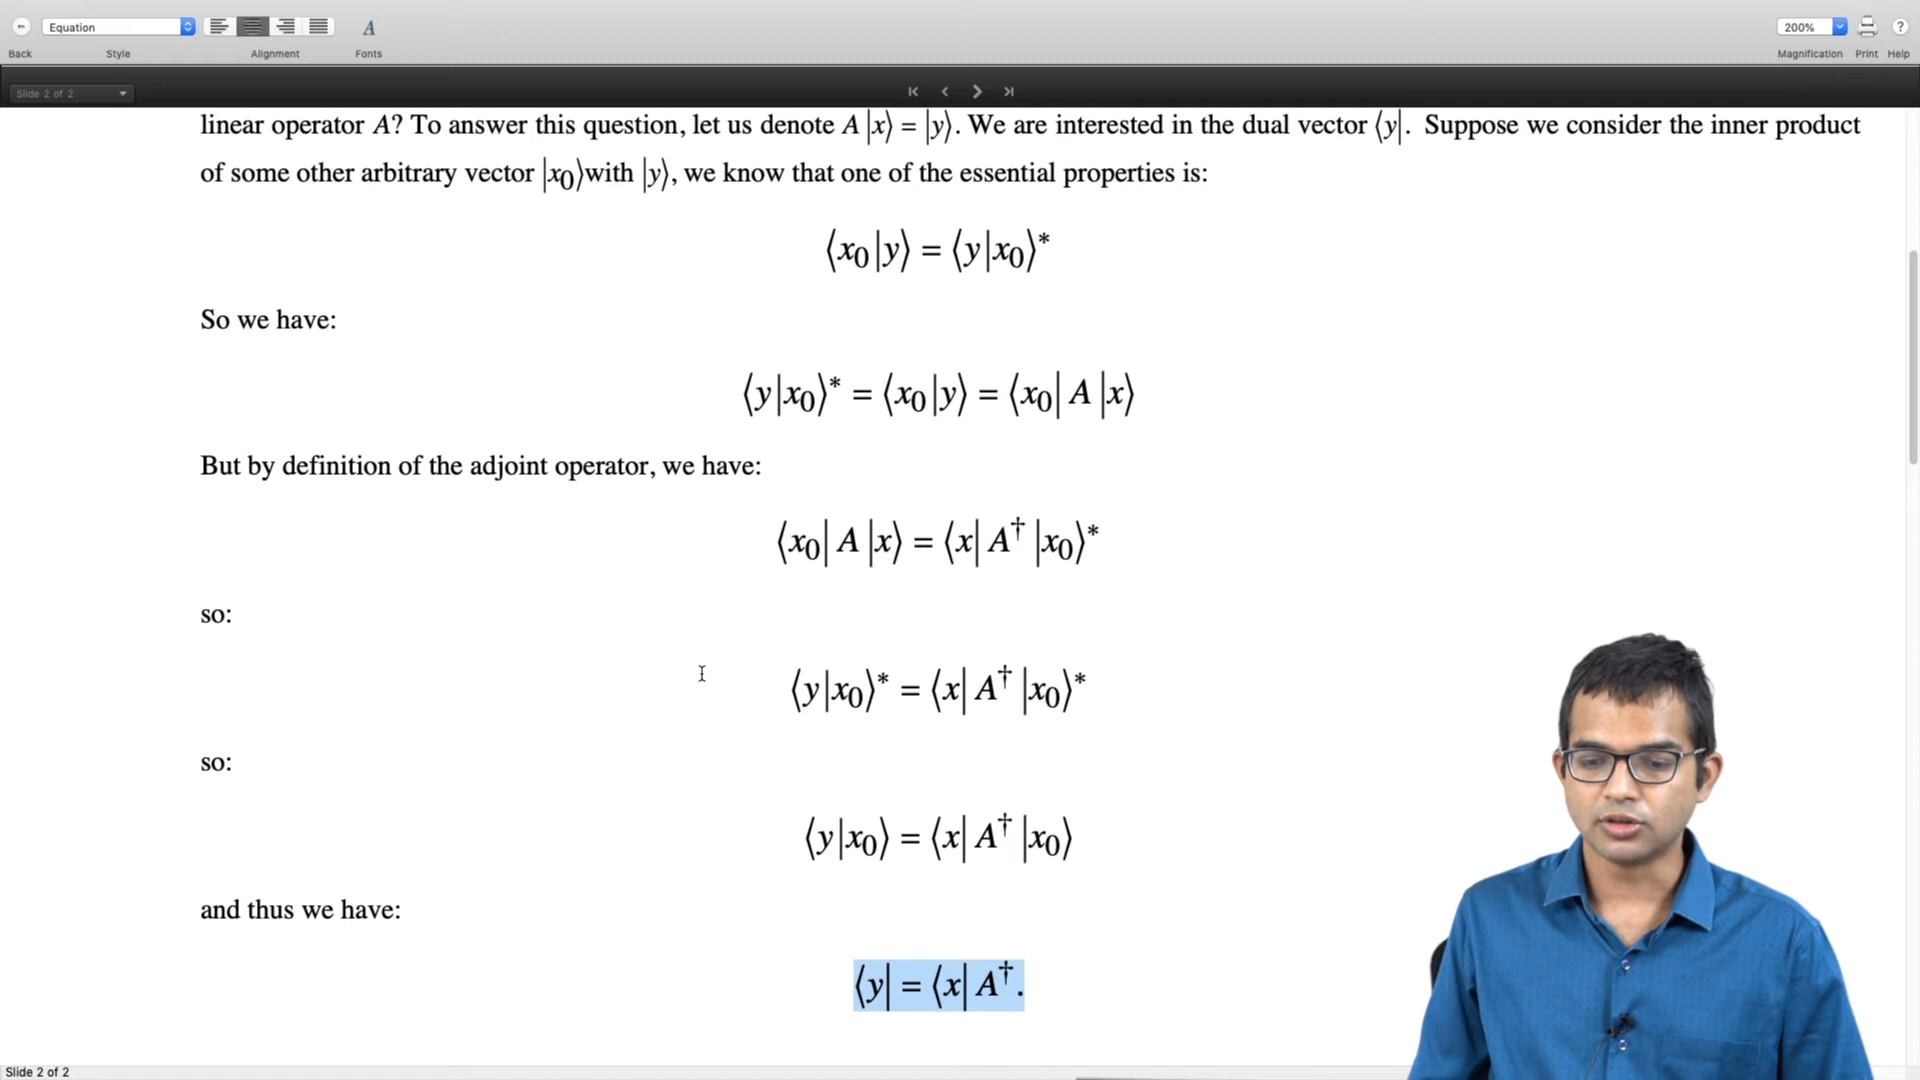 Equation
200%
Back
Style
Alignment
Fonts
Magnification
Print
Help
Slide 2 of 2
linear operator A? To answer this question, let us denote A |x⟩ = |y⟩. We are interested in the dual vector ⟨y|. Suppose we consider the inner product
of some other arbitrary vector |x₀⟩with |y⟩, we know that one of the essential properties is:
⟨x₀|y⟩ = ⟨y|x₀⟩*
So we have:
⟨y|x₀⟩* = ⟨x₀|y⟩ = ⟨x₀| A |x⟩
But by definition of the adjoint operator, we have:
⟨x₀| A |x⟩ = ⟨x| A† |x₀⟩*
so:
⟨y|x₀⟩* = ⟨x| A† |x₀⟩*
so:
⟨y|x₀⟩ = ⟨x| A† |x₀⟩
and thus we have:
⟨y| = ⟨x| A†.
Slide 2 of 2